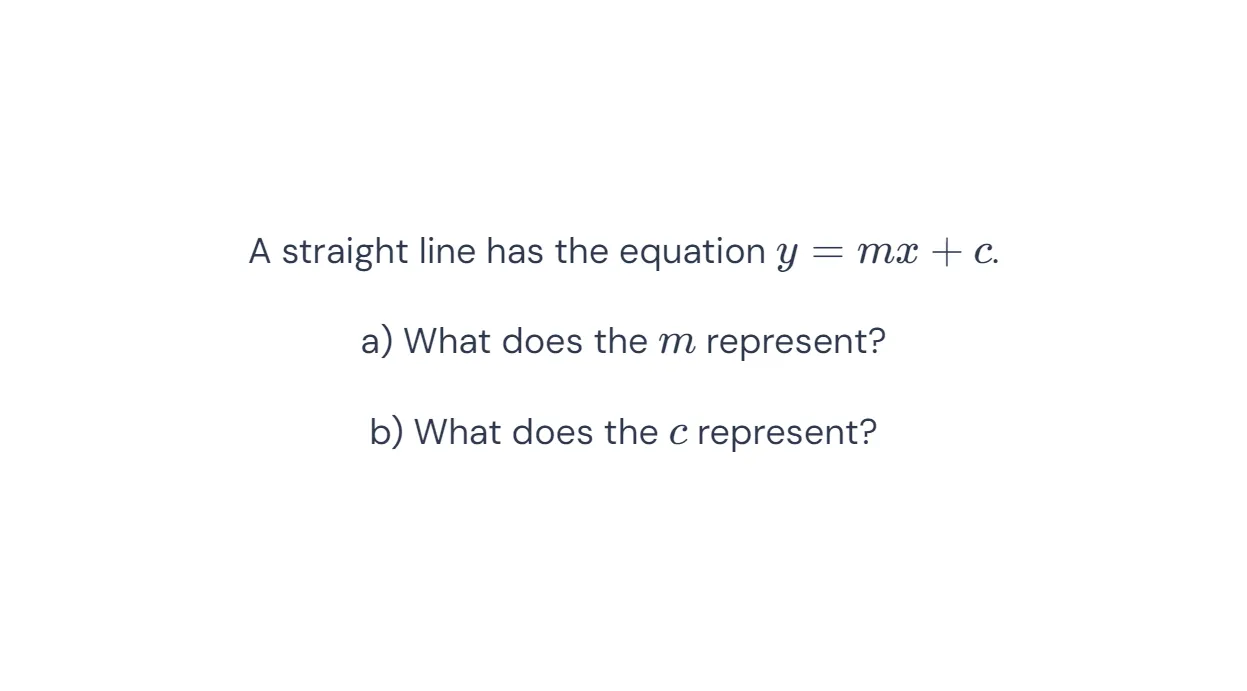 A straight line has the equation y = mx + c.
a) What does the m represent?
b) What does the c represent?